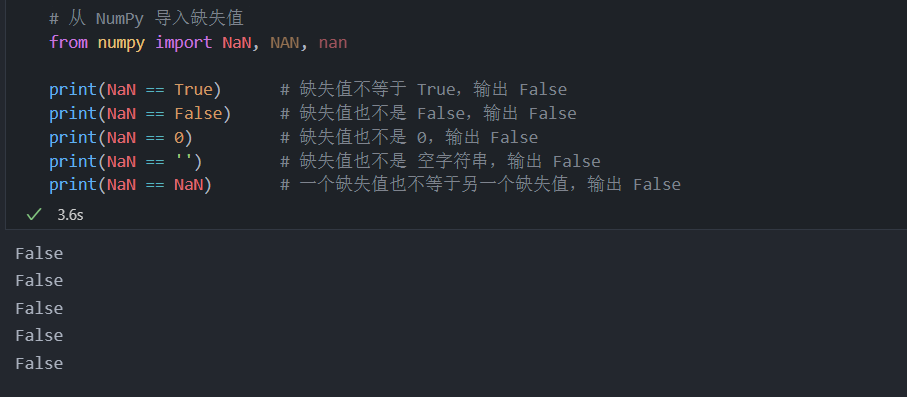 # 从 NumPy 导入缺失值
from numpy import NaN, NAN, nan
print(NaN == True) # 缺失值不等于 True，输出 False
print(NaN == False) # 缺失值也不是 False，输出 False
print(NaN == 0) # 缺失值也不是 0，输出 False
print(NaN == '') # 缺失值也不是 空字符串，输出 False
print(NaN == NaN) # 一个缺失值也不等于另一个缺失值，输出 False
3.6s
False
False
False
False
False